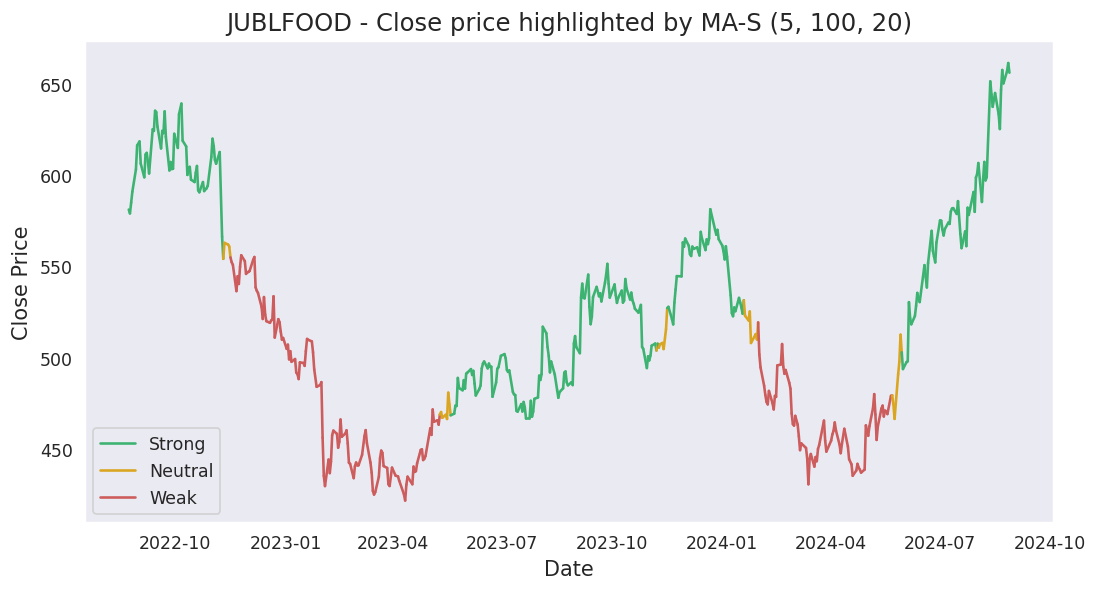 JUBLFOOD - Close price highlighted by MA-S (5, 100, 20)
Close Price
650
600
550
500
450
Strong
Neutral
Weak
2022-10 2023-01 2023-04 2023-07 2023-10 2024-01 2024-04 2024-07 2024-10
Date